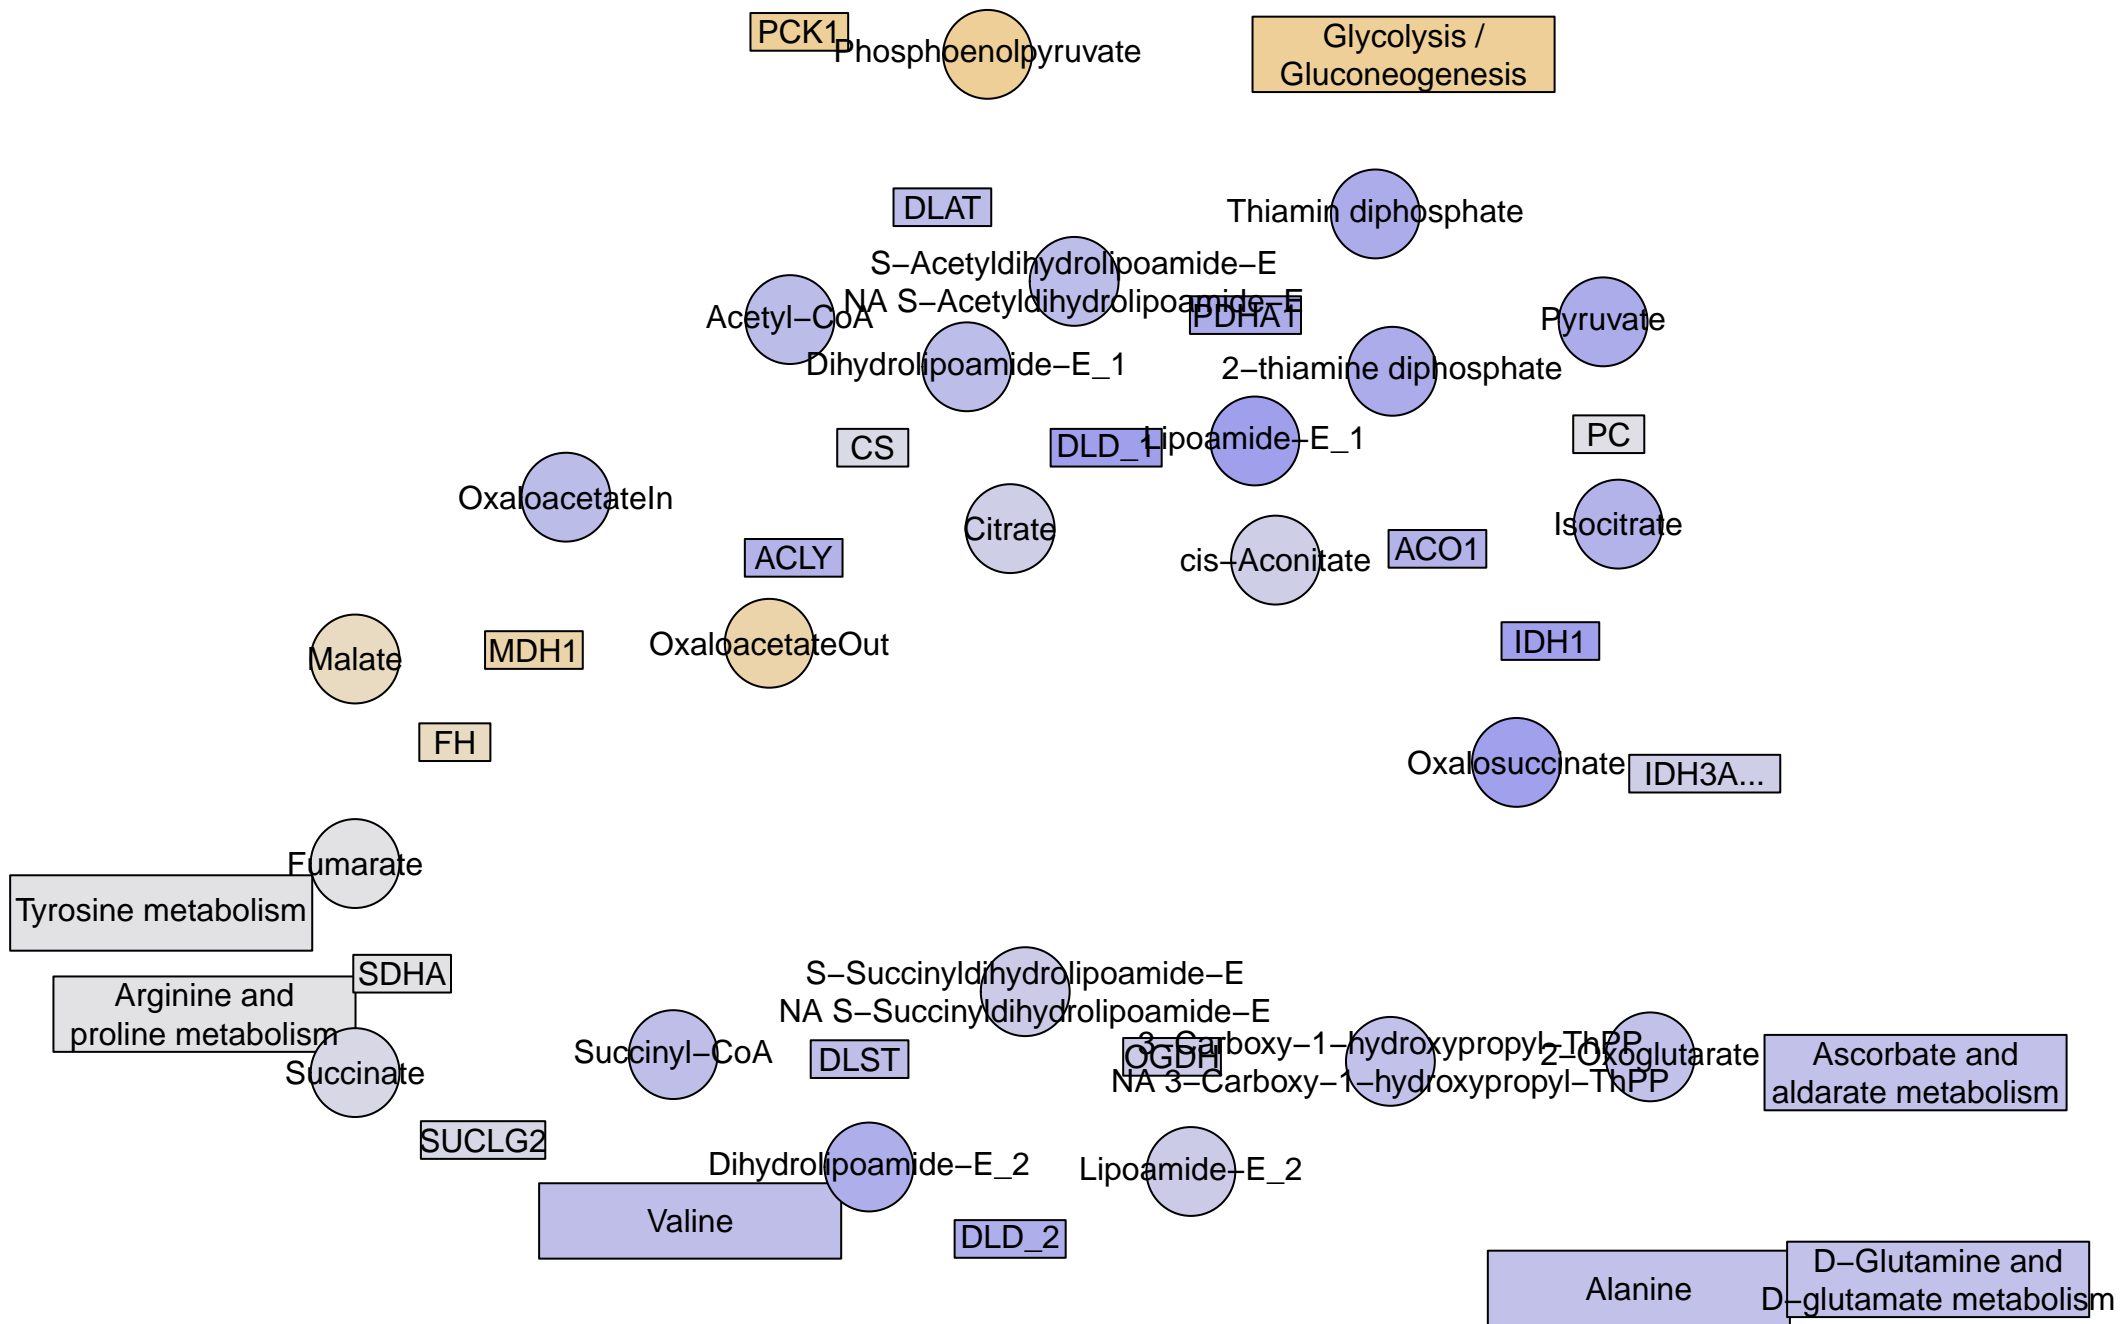 PCK1
Phosphoenolpyruvate
Glycolysis /
Gluconeogenesis
DLAT
Thiamin diphosphate
S−Acetyldihydrolipoamide−E
NA S−Acetyldihydrolipoamide−E
Acetyl−CoA
PDHA1
Pyruvate
Dihydrolipoamide−E_1
2−thiamine diphosphate
CS
DLD_1
Lipoamide−E_1
PC
OxaloacetateIn
Citrate
Isocitrate
ACLY
cis−Aconitate
ACO1
Malate
MDH1
OxaloacetateOut
IDH1
FH
Oxalosuccinate
IDH3A...
Fumarate
Tyrosine metabolism
SDHA
Arginine and
proline metabolism
Succinate
S−Succinyldihydrolipoamide−E
NA S−Succinyldihydrolipoamide−E
Succinyl−CoA
DLST
OGDH
3−Carboxy−1−hydroxypropyl−ThPP
NA 3−Carboxy−1−hydroxypropyl−ThPP
2−Oxoglutarate
Ascorbate and
aldarate metabolism
SUCLG2
Dihydrolipoamide−E_2
Lipoamide−E_2
Valine
DLD_2
Alanine
D−Glutamine and
D−glutamate metabolism